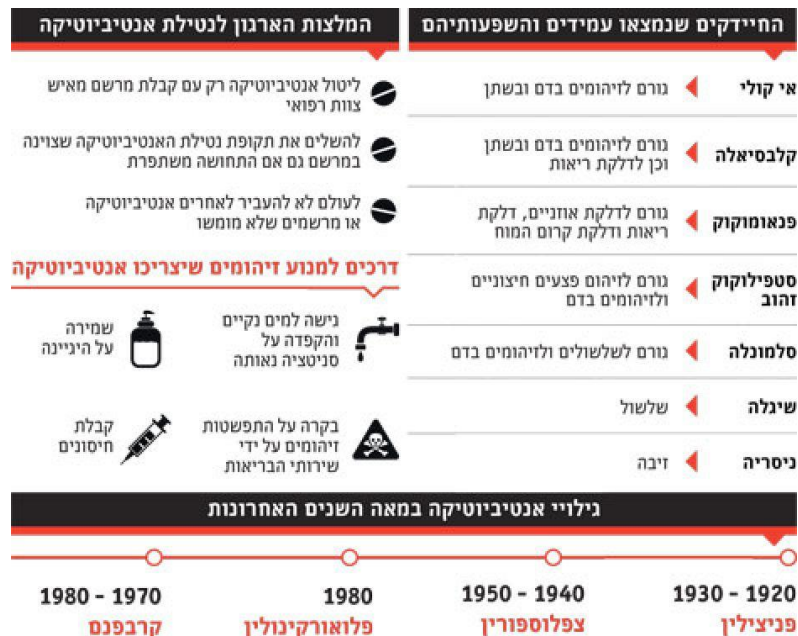 החיידקים שנמצאו עמידים והשפעותיהם
אי קולי
גורם לזיהומים בדם ובשתן
קלבסיאלה
גורם לזיהומים בדם ובשתן
וכן לדלקת ריאות
פנאומוקוק
גורם לדלקת אוזניים, דלקת
ריאות ודלקת קרום המוח
סטפילוקוק
זהוב
גורם לזיהום פצעים חיצוניים
ולזיהומים בדם
סלמונלה
גורם לשלשולים ולזיהומים בדם
שיגלה
שלשול
ניסריה
זיבה
המלצות הארגון לנטילת אנטיביוטיקה
ליטול אנטיביוטיקה רק עם קבלת מרשם מאיש
צוות רפואי
להשלים את תקופת נטילת האנטיביוטיקה שצוינה
במרשם גם אם התחושה משתפרת
לעולם לא להעביר לאחרים אנטיביוטיקה
או מרשמים שלא מומשו
דרכים למנוע זיהומים שיצריכו אנטיביוטיקה
גישה למים נקיים
והקפדה על
סניטציה נאותה
שמירה
על היגיינה
בקרה על התפשטות
זיהומים על ידי
שירותי הבריאות
קבלת
חיסונים
גילויי אנטיביוטיקה במאה השנים האחרונות
1920 - 1930
פניצילין
1940 - 1950
צפלוספורין
1980
פלואורקינולין
1970 - 1980
קרבפנם